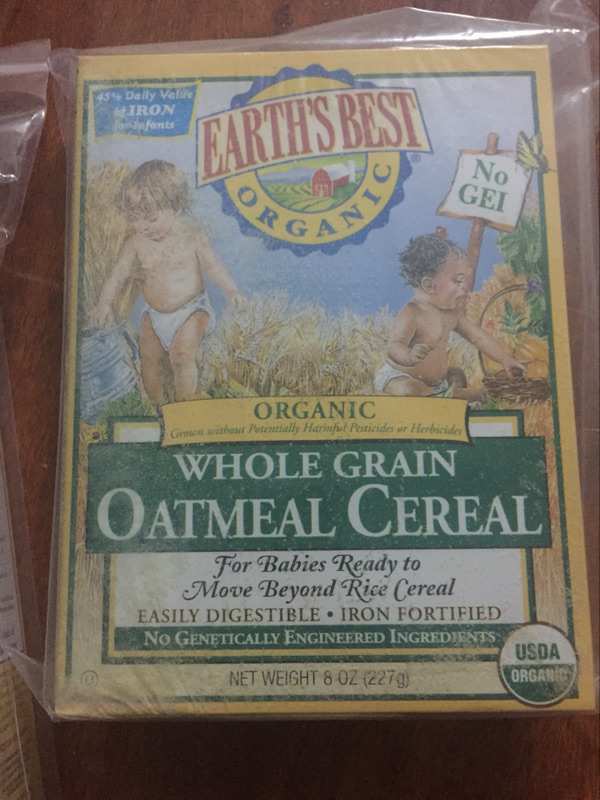 45% Daily Value
of IRON
for Infants
EARTH'S BEST
®
ORGANIC
No
GEI
ORGANIC
Grown without Potentially Harmful Pesticides or Herbicides
WHOLE GRAIN
OATMEAL CEREAL
For Babies Ready to
Move Beyond Rice Cereal
EASILY DIGESTIBLE • IRON FORTIFIED
NO GENETICALLY ENGINEERED INGREDIENTS
USDA
ORGANIC
NET WEIGHT 8 OZ (227g)